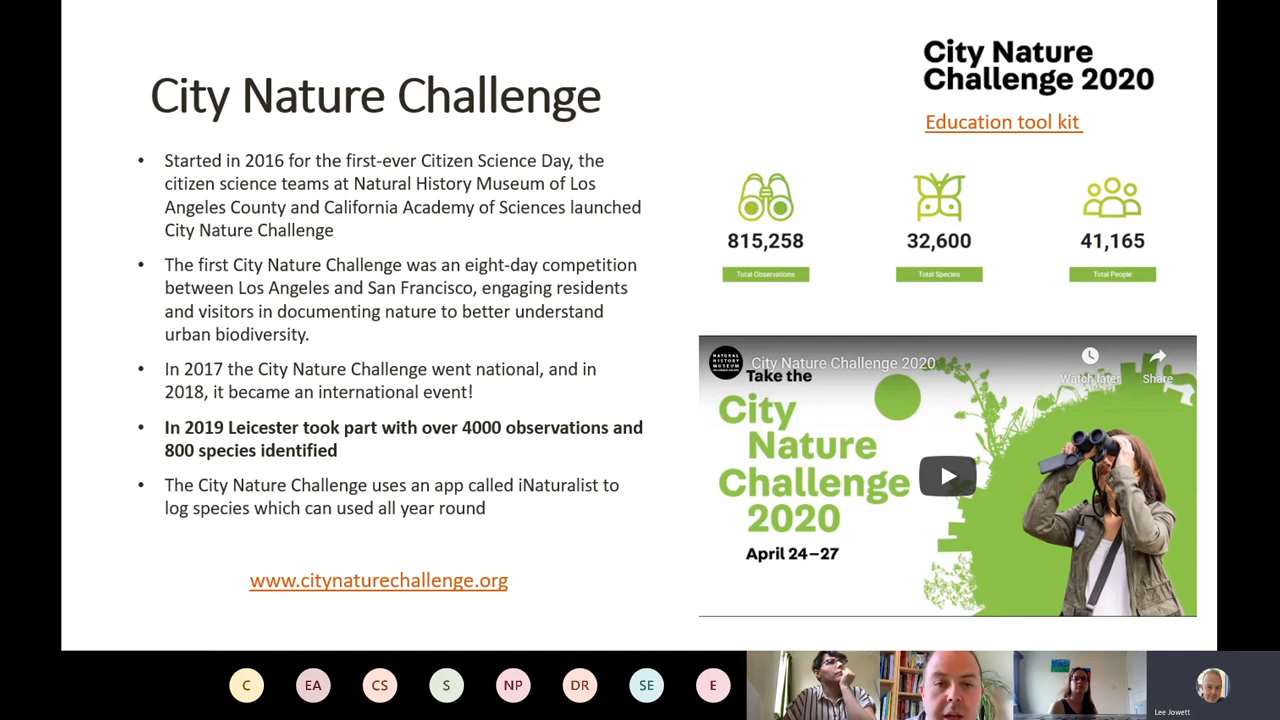 City Nature Challenge
• Started in 2016 for the first-ever Citizen Science Day, the
citizen science teams at Natural History Museum of Los
Angeles County and California Academy of Sciences launched
City Nature Challenge
• The first City Nature Challenge was an eight-day competition
between Los Angeles and San Francisco, engaging residents
and visitors in documenting nature to better understand
urban biodiversity.
• In 2017 the City Nature Challenge went national, and in
2018, it became an international event!
• In 2019 Leicester took part with over 4000 observations and
800 species identified
• The City Nature Challenge uses an app called iNaturalist to
log species which can used all year round
www.citynaturechallenge.org
City Nature
Challenge 2020
Education tool kit
815,258
Total Observations
32,600
Total Species
41,165
Total People
NATURAL
HISTORY
MUSEUM
City Nature Challenge 2020
Watch later
Share
Take the
City
Nature
Challenge
2020
April 24–27
C
EA
CS
S
NP
DR
SE
E
Lee Jowett